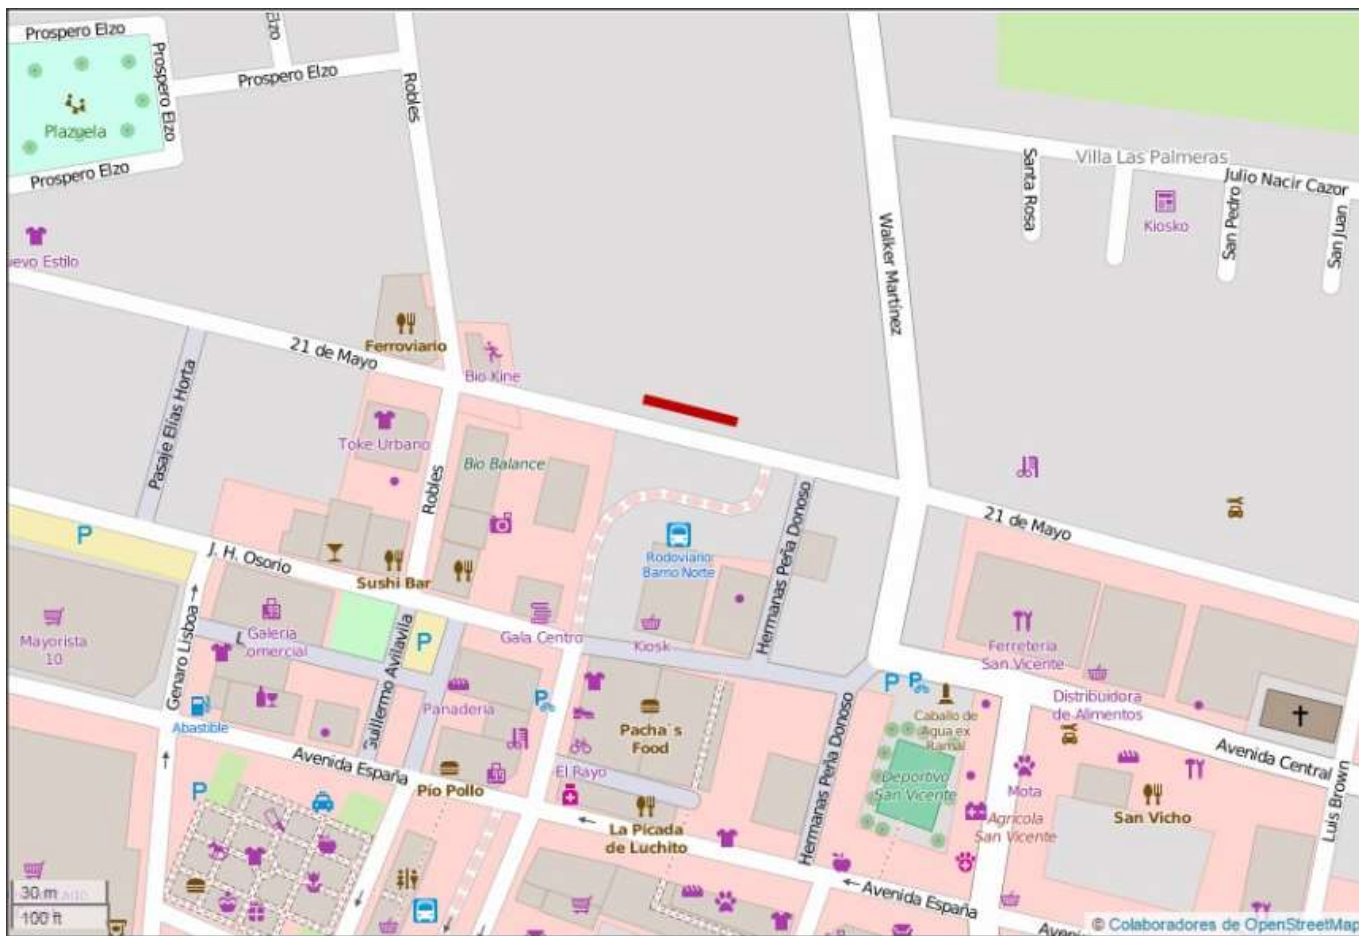 Prospero Elzo
Elzo
Prospero Elzo
Prospero Elzo
Robles
Plazuela
Prospero Elzo
Villa Las Palmeras
Santa Rosa
Julio Nacir Cazor
San Pedro
San Juan
Kiosko
Walker Martínez
uevo Estilo
Ferroviario
21 de Mayo
Bio Kine
Pasaje Elías Horta
Toke Urbano
Robles
Bio Balance
Hermanas Peña Donoso
21 de Mayo
P
J. H. Osorio
Rodoviario
Barrio Norte
Sushi Bar
Genaro Lisboa
Mayorista
10
Galeria
omercial
P
Gala Centro
Kiosk
Ferreteria
San Vicente
Guillermo Avilavila
Panaderia
P
P
P
Distribuidora
de Alimentos
Abastible
Pacha`s
Food
Caballo de
Agua ex
Ramal
Avenida Central
Avenida España
El Rayo
Hermanas Peña Donoso
Deportivo
San Vicente
Mota
Luis Brown
P
Pio Pollo
La Picada
de Luchito
Agrícola
San Vicente
San Vicho
Avenida España
30 m
100 ft
© Colaboradores de OpenStreetMap